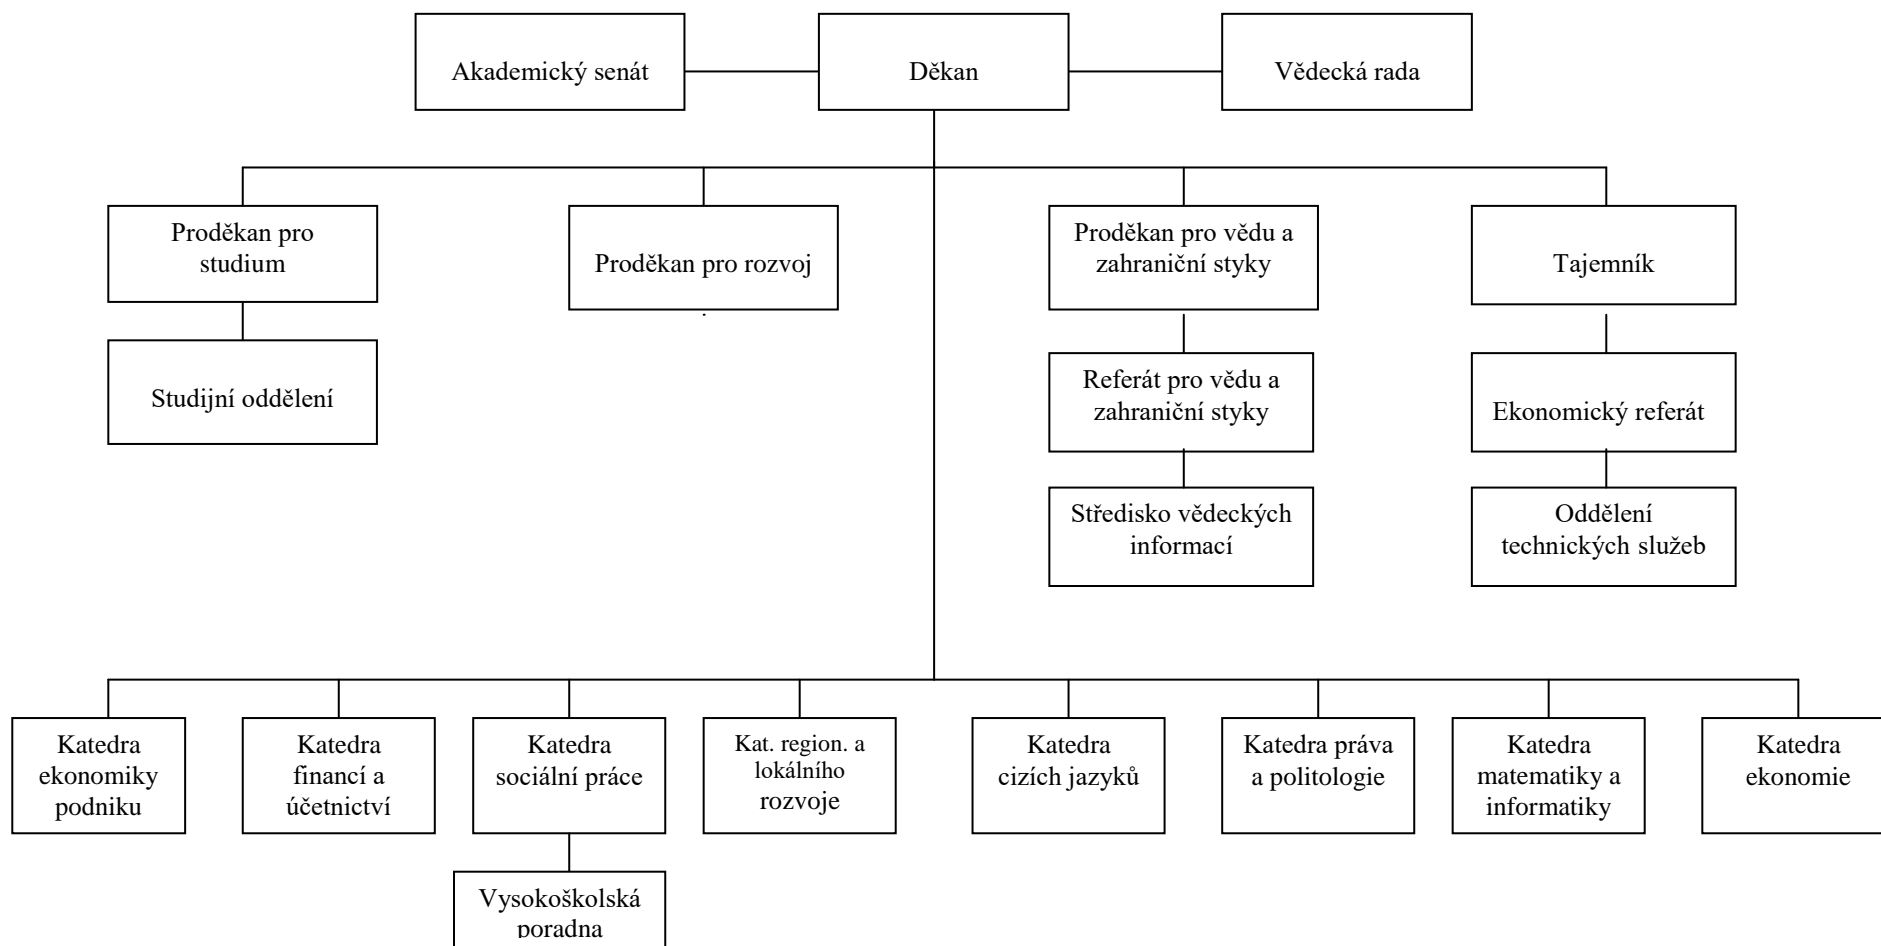 Akademický senát
Děkan
Vědecká rada
Proděkan pro
studium
Proděkan pro rozvoj
Proděkan pro vědu a
zahraniční styky
Tajemník
Studijní oddělení
Referát pro vědu a
zahraniční styky
Ekonomický referát
Středisko vědeckých
informací
Oddělení
technických služeb
Katedra
ekonomiky
podniku
Katedra
financí a
účetnictví
Katedra
sociální práce
Kat. region. a
lokálního
rozvoje
Katedra
cizích jazyků
Katedra práva
a politologie
Katedra
matematiky a
informatiky
Katedra
ekonomie
Vysokoškolská
poradna